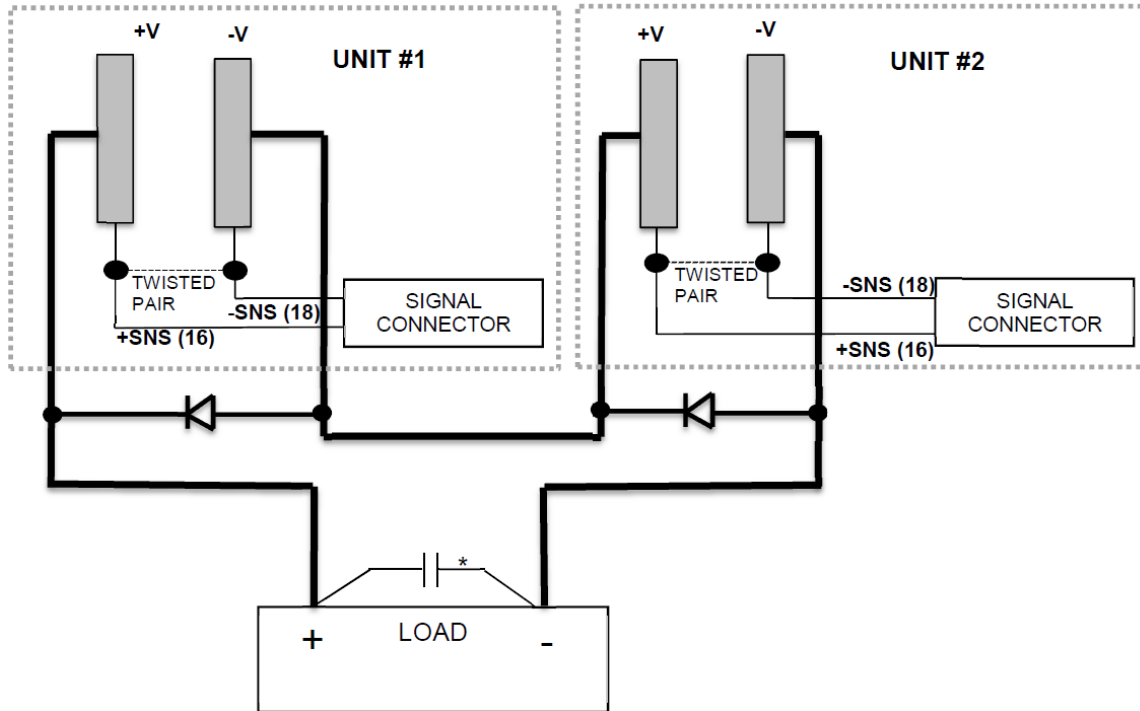 +V
-V
UNIT #1
TWISTED
PAIR
-SNS (18)
+SNS (16)
SIGNAL
CONNECTOR
+V
-V
UNIT #2
TWISTED
PAIR
-SNS (18)
+SNS (16)
SIGNAL
CONNECTOR
*
+
LOAD
-